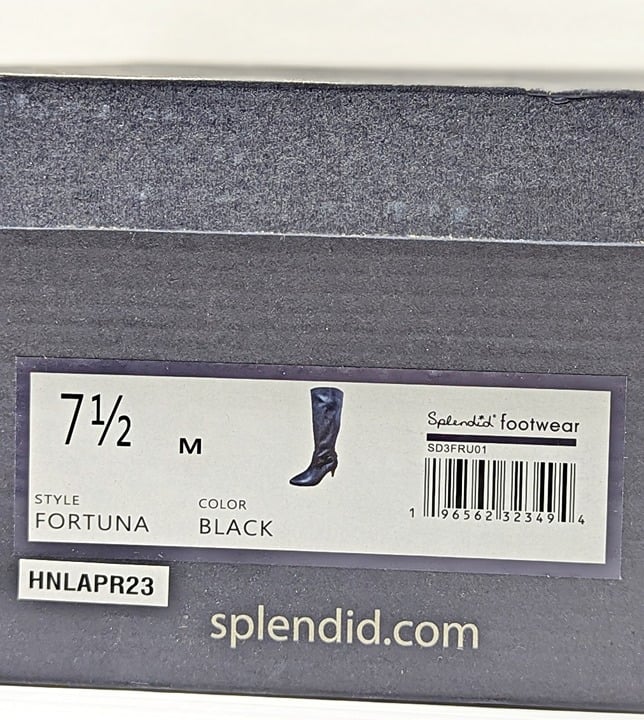 7½ M
Splendid® footwear
SD3FRU01
STYLE
FORTUNA
COLOR
BLACK
1 96562 32349 4
HNLAPR23
splendid.com